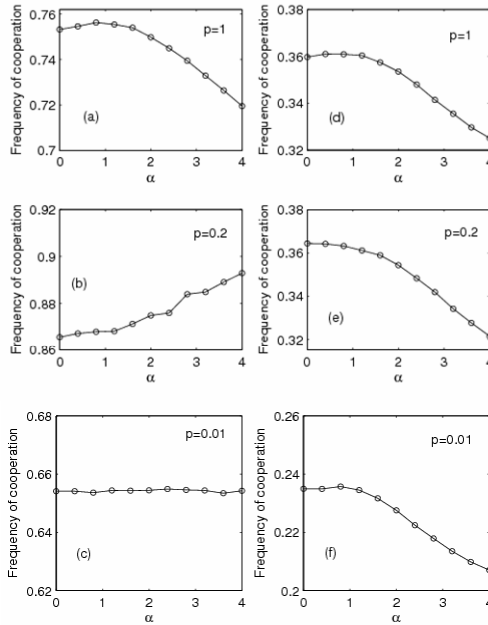 0.76
0.74
0.72
0.7
Frequency of cooperation
p=1
(a)
0 1 2 3 4
α
0.38
0.36
0.34
0.32
Frequency of cooperation
p=1
(d)
0 1 2 3 4
α
0.92
0.9
0.88
0.86
Frequency of cooperation
p=0.2
(b)
0 1 2 3 4
α
0.38
0.36
0.34
0.32
Frequency of cooperation
p=0.2
(e)
0 1 2 3 4
α
0.68
0.66
0.64
0.62
Frequency of cooperation
p=0.01
(c)
0 1 2 3 4
α
0.26
0.24
0.22
0.2
Frequency of cooperation
p=0.01
(f)
0 1 2 3 4
α